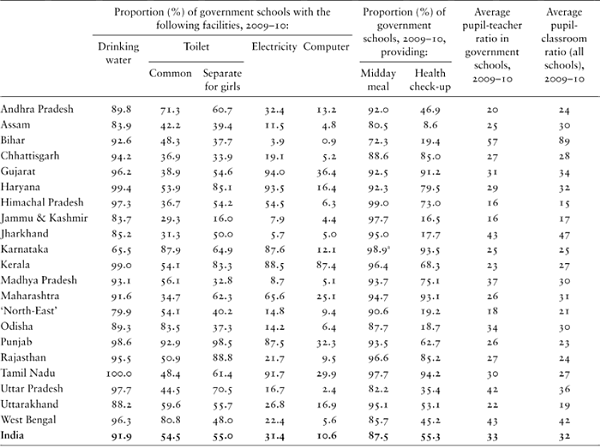 Proportion (%) of government schools with the Proportion (%) of Average Average
following facilities, 2009–10: government pupil-teacher pupil-
schools, 2009–10, ratio in classroom
Drinking Toilet Electricity Computer providing: government ratio (all
water schools, schools),
Common Separate Midday Health 2009–10 2009–10
for girls meal check-up
Andhra Pradesh 89.8 71.3 60.7 32.4 13.2 92.0 46.9 20 24
Assam 83.9 42.2 39.4 11.5 4.8 80.5 8.6 25 30
Bihar 92.6 48.3 37.7 3.9 0.9 72.3 19.4 57 89
Chhattisgarh 94.2 36.9 33.9 19.1 5.2 88.6 85.0 27 28
Gujarat 96.2 38.9 54.6 94.0 36.4 92.5 91.2 31 34
Haryana 99.4 53.9 85.1 93.5 16.4 92.3 79.5 29 32
Himachal Pradesh 97.3 36.7 54.2 54.5 6.3 99.0 73.0 16 15
Jammu & Kashmir 83.7 29.3 16.0 7.9 4.4 97.7 16.5 16 17
Jharkhand 85.2 31.3 50.0 5.7 5.0 95.0 17.7 43 47
Karnataka 65.5 87.9 64.9 87.6 12.1 98.9 93.5 25 25
Kerala 99.0 54.1 83.3 88.5 87.4 96.4 68.3 23 27
Madhya Pradesh 93.1 56.1 32.8 8.7 5.1 93.7 75.1 37 30
Maharashtra 91.6 34.7 62.3 65.6 25.1 94.7 93.1 26 31
‘North-East’ 79.9 54.1 40.2 14.8 9.4 90.6 19.2 18 21
Odisha 89.3 83.5 37.3 14.2 6.4 87.7 18.7 34 30
Punjab 98.6 92.9 98.5 87.5 32.3 93.5 62.7 26 23
Rajasthan 95.5 50.9 88.8 21.7 9.5 96.6 85.2 27 24
Tamil Nadu 100.0 48.4 61.4 91.7 29.9 97.7 94.2 30 27
Uttar Pradesh 97.7 44.5 70.5 16.7 2.4 82.2 35.4 42 36
Uttarakhand 88.2 59.6 55.7 26.8 16.9 95.1 53.1 22 19
West Bengal 96.3 80.8 48.0 22.4 5.6 85.7 45.2 43 42
India 91.9 54.5 55.0 31.4 10.6 87.5 55.3 33 32